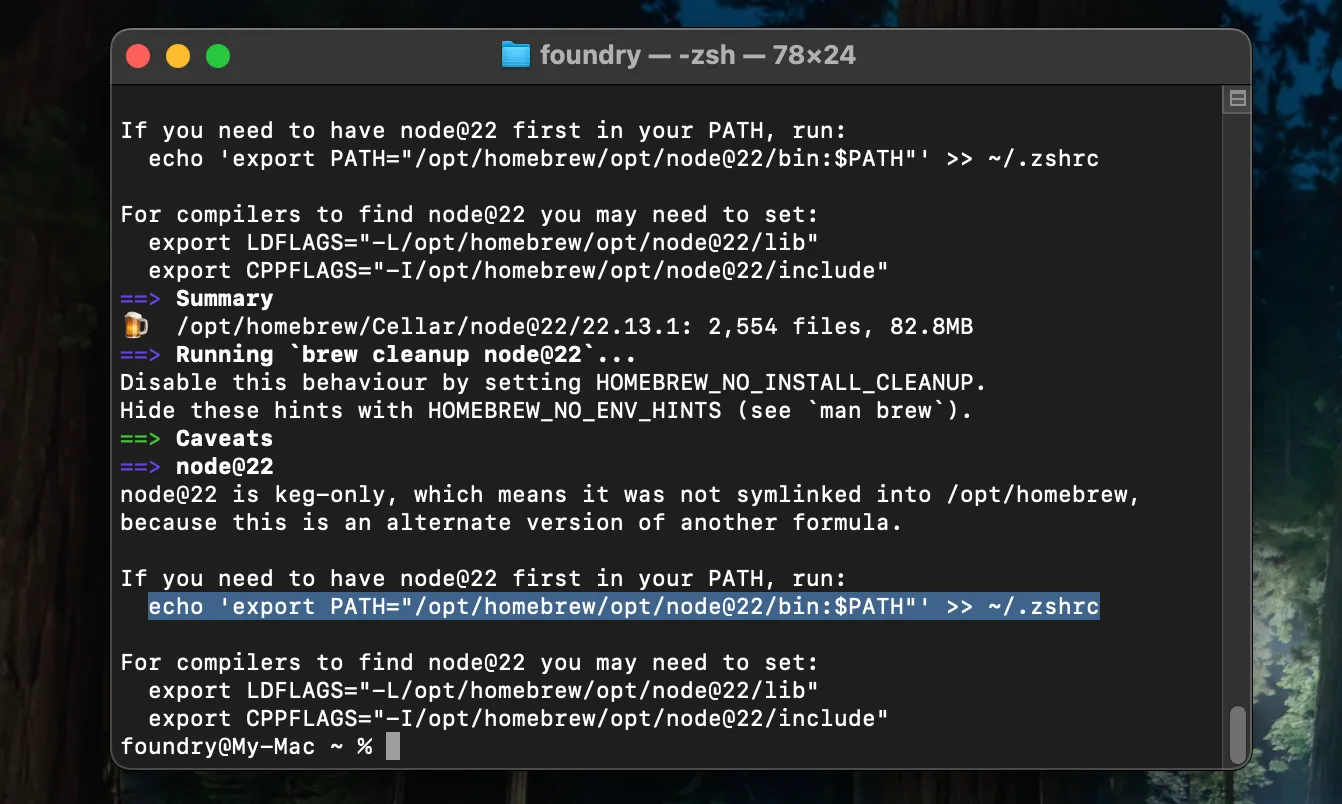 foundry — -zsh — 78×24
If you need to have node@22 first in your PATH, run:
  echo 'export PATH="/opt/homebrew/opt/node@22/bin:$PATH"' >> ~/.zshrc

For compilers to find node@22 you may need to set:
  export LDFLAGS="-L/opt/homebrew/opt/node@22/lib"
  export CPPFLAGS="-I/opt/homebrew/opt/node@22/include"
==> Summary
🍺  /opt/homebrew/Cellar/node@22/22.13.1: 2,554 files, 82.8MB
==> Running `brew cleanup node@22`...
Disable this behaviour by setting HOMEBREW_NO_INSTALL_CLEANUP.
Hide these hints with HOMEBREW_NO_ENV_HINTS (see `man brew`).
==> Caveats
==> node@22
node@22 is keg-only, which means it was not symlinked into /opt/homebrew,
because this is an alternate version of another formula.

If you need to have node@22 first in your PATH, run:
  echo 'export PATH="/opt/homebrew/opt/node@22/bin:$PATH"' >> ~/.zshrc

For compilers to find node@22 you may need to set:
  export LDFLAGS="-L/opt/homebrew/opt/node@22/lib"
  export CPPFLAGS="-I/opt/homebrew/opt/node@22/include"
foundry@My-Mac ~ %